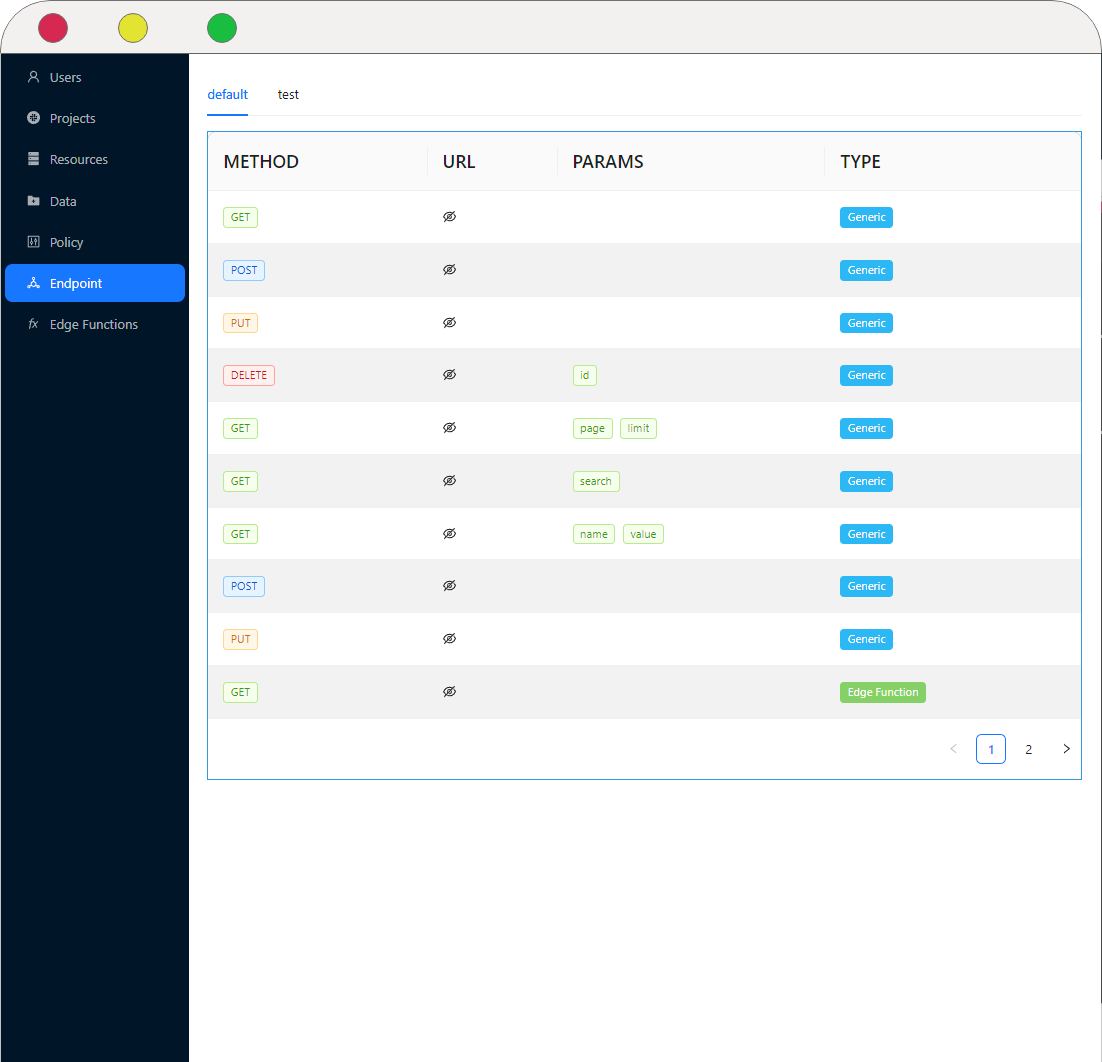 Users
Projects
Resources
Data
Policy
Endpoint
fx Edge Functions
default test
METHOD URL PARAMS TYPE
GET Generic
POST Generic
PUT Generic
DELETE id Generic
GET page limit Generic
GET search Generic
GET name value Generic
POST Generic
PUT Generic
GET Edge Function
< 1 2 >